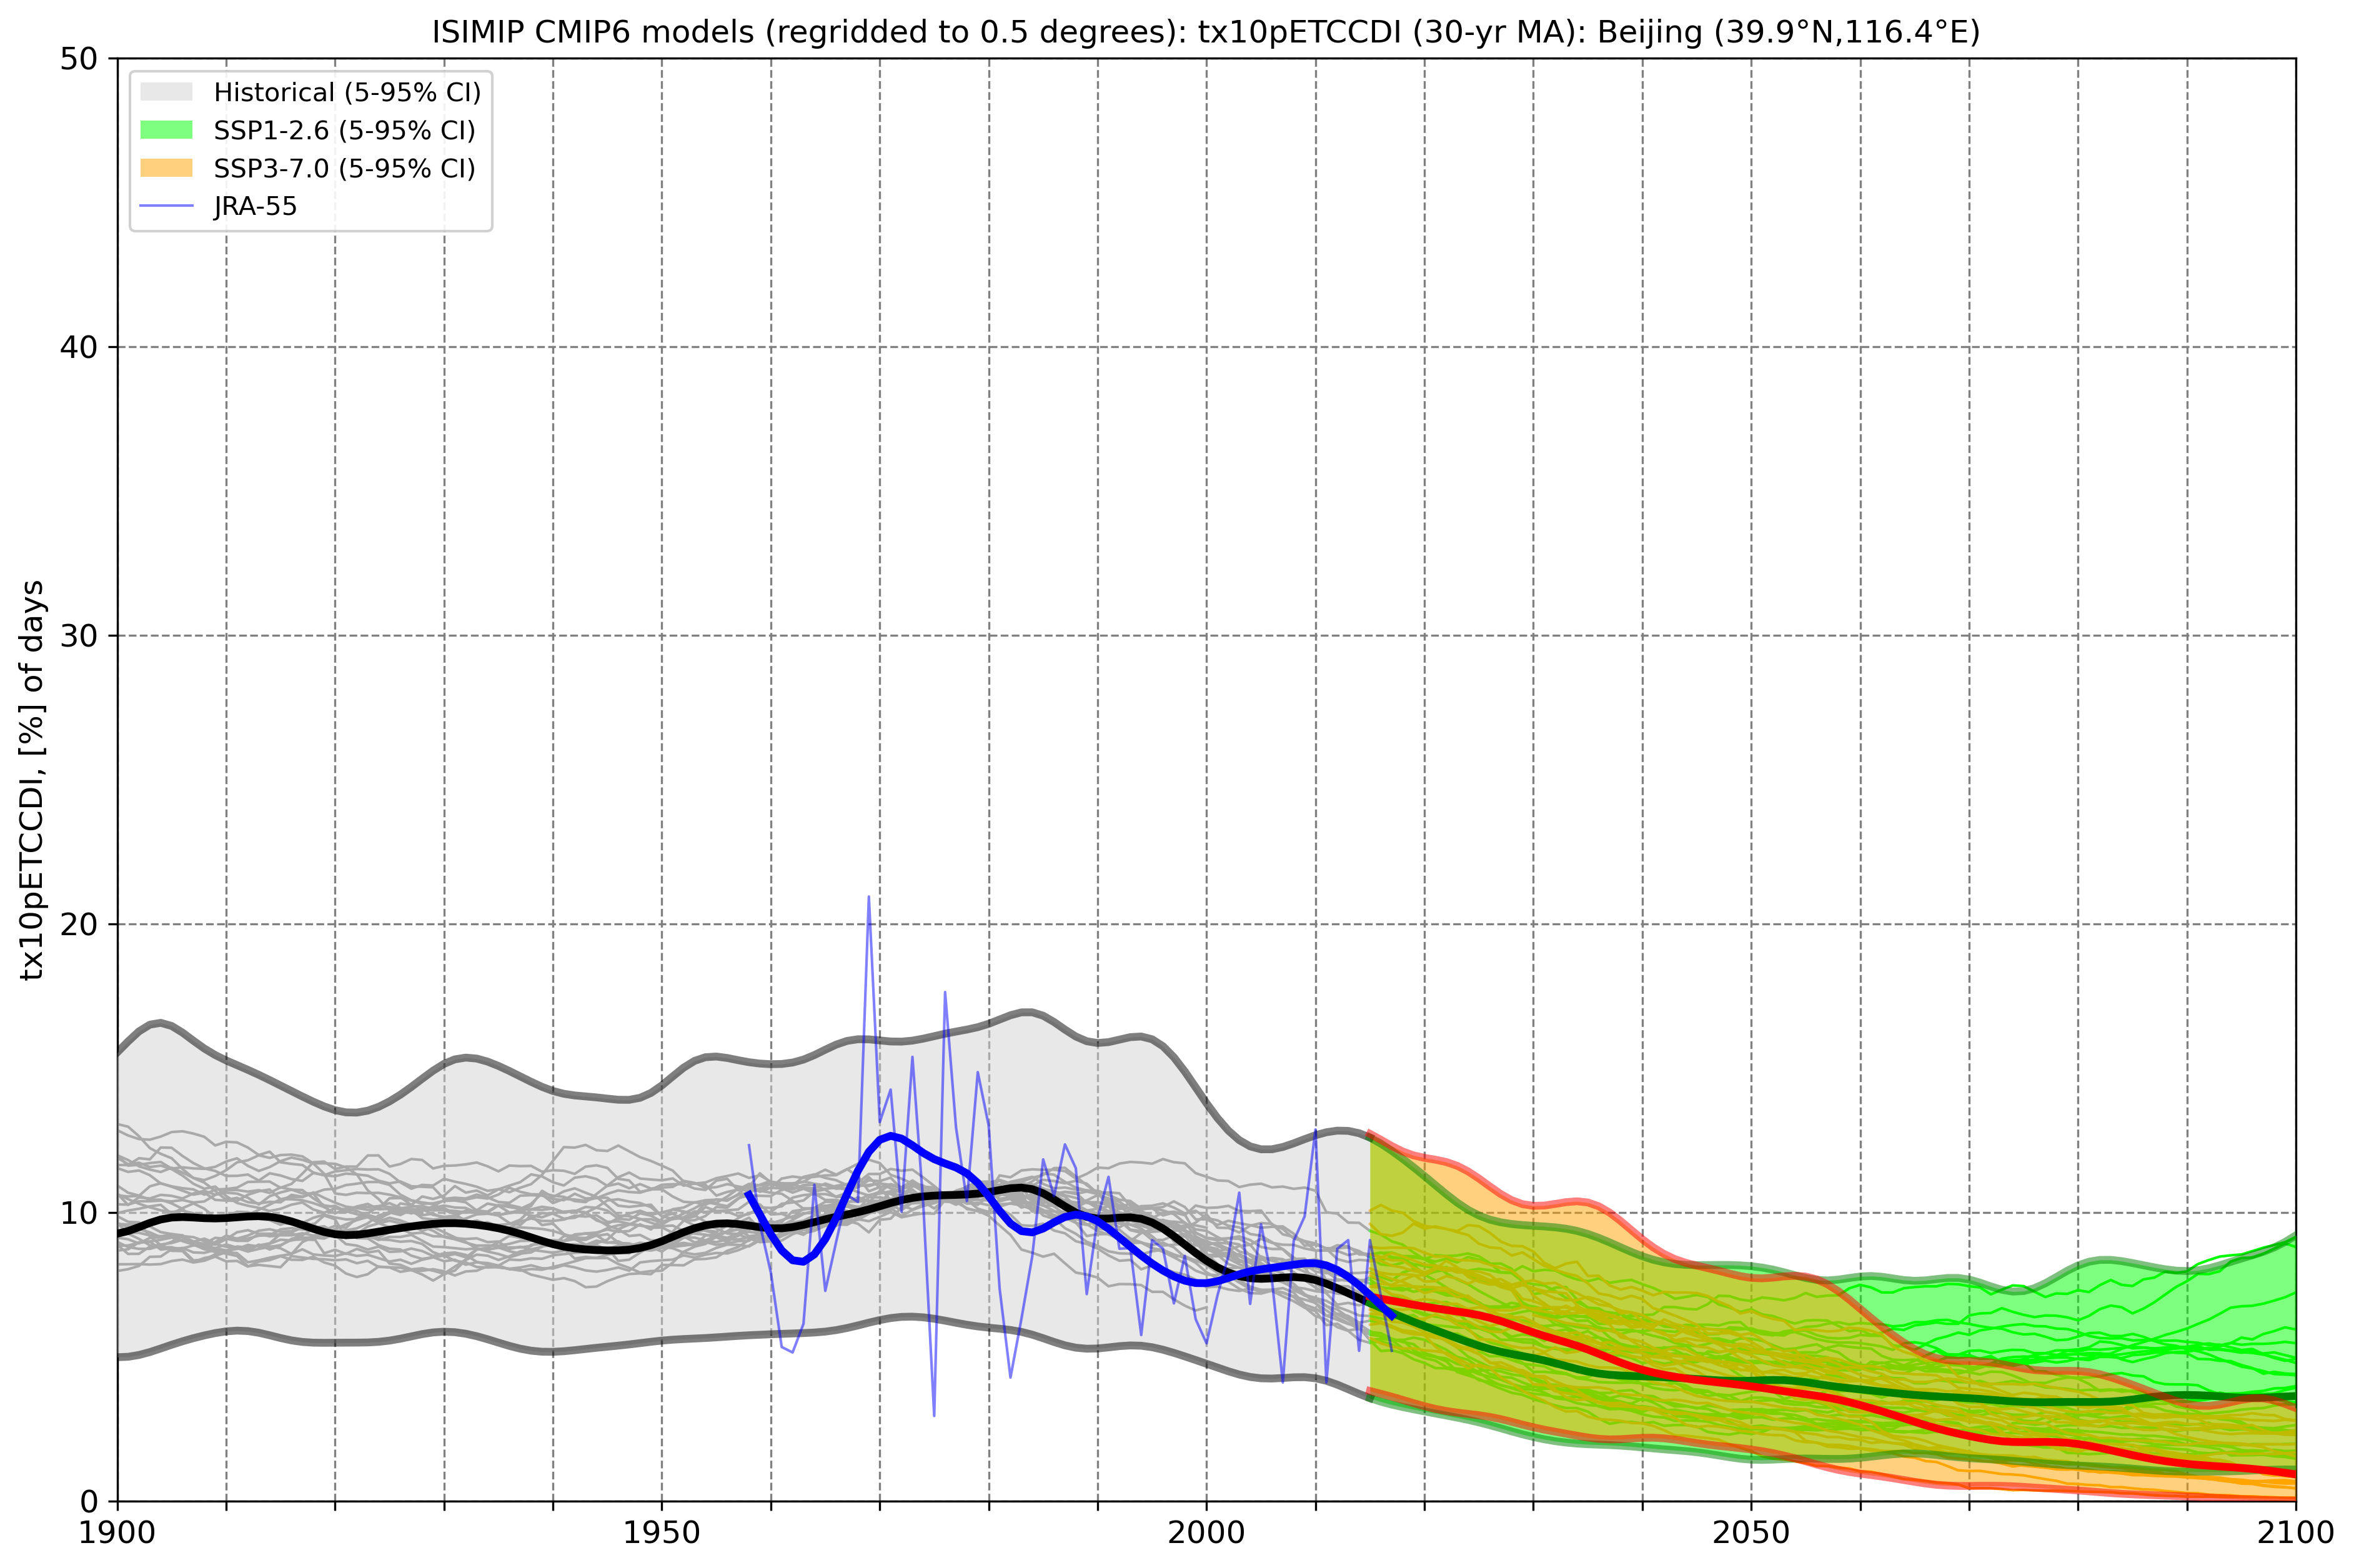 ISIMIP CMIP6 models (regridded to 0.5 degrees): tx10pETCCDI (30-yr MA): Beijing (39.9°N,116.4°E)
Historical (5-95% CI)
SSP1-2.6 (5-95% CI)
SSP3-7.0 (5-95% CI)
JRA-55
tx10pETCCDI, [%] of days
50
40
30
20
10
0
1900
1950
2000
2050
2100